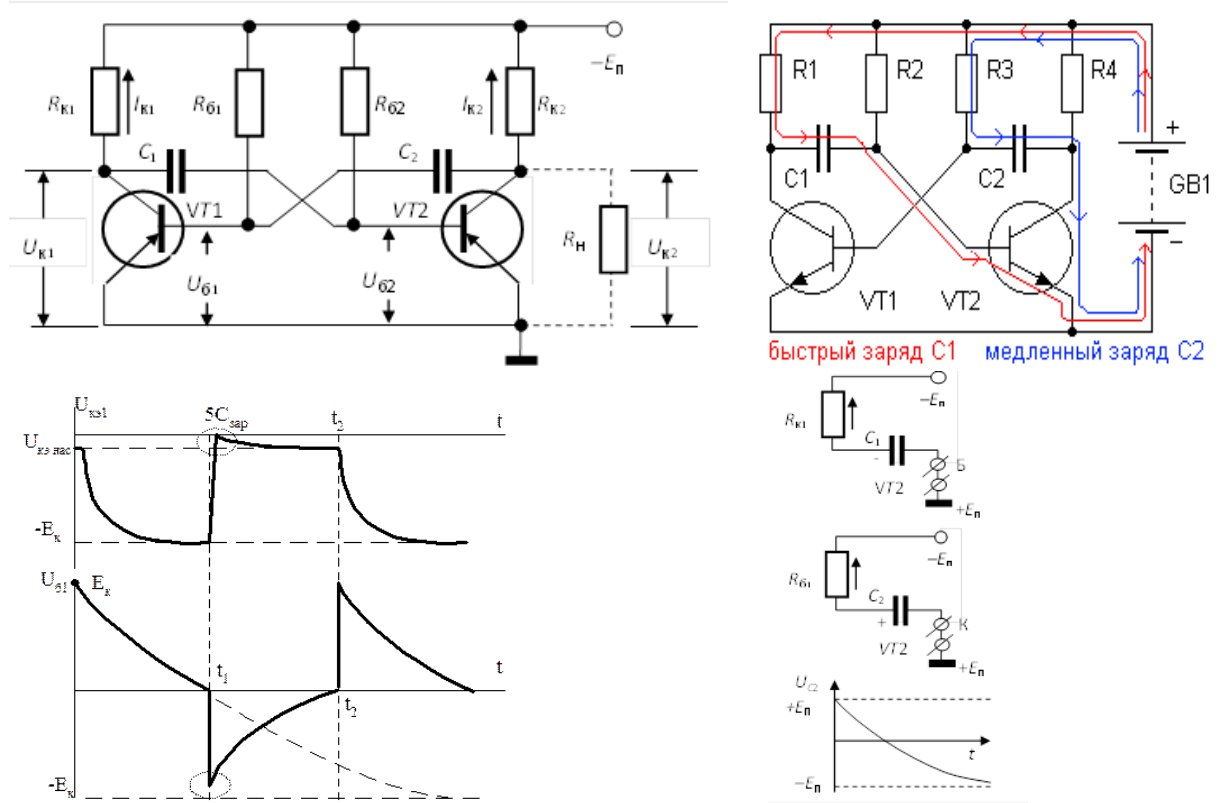 −Eп
Rк1 Iк1 Rб1 Rб2 Iк2 Rк2
C1 C2
VT1 VT2
Uк1 Uб1 Uб2 Rн Uк2
R1 R2 R3 R4
+
C1 C2 GB1
−
VT1 VT2
быстрый заряд C1 медленный заряд C2
Uкэ1 5Cзар t2 t
Uкэ нас
-Eк
Uб1 Eк
t1 t
t2
-Eк
−Eп
Rк1
C1
- Б
VT2
+Eп
−Eп
Rб1
C2
+ К
VT2
+Eп
UC2
+Eп
t
−Eп